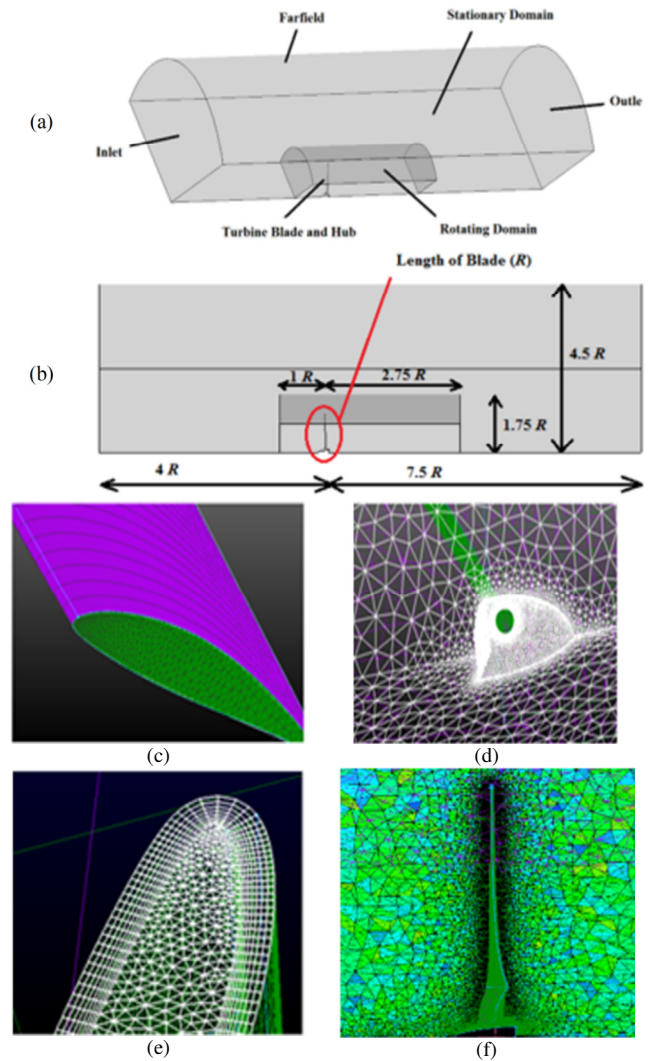 Farfield
Stationary Domain
(a)
Outle
Inlet
Turbine Blade and Hub
Rotating Domain
Length of Blade (R)
(b)
1 R
2.75 R
4.5 R
1.75 R
4 R
7.5 R
(c)
(d)
(e)
(f)